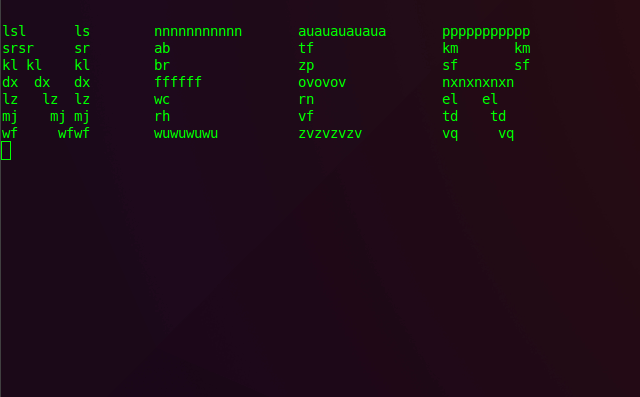 lsl      ls        nnnnnnnnnnn       auauauauaua       ppppppppppp
srsr     sr        ab                tf                km       km
kl kl    kl        br                zp                sf       sf
dx  dx   dx        ffffff            ovovov            nxnxnxnxn
lz   lz  lz        wc                rn                el   el
mj    mj mj        rh                vf                td    td
wf     wfwf        wuwuwuwu          zvzvzvzv          vq     vq